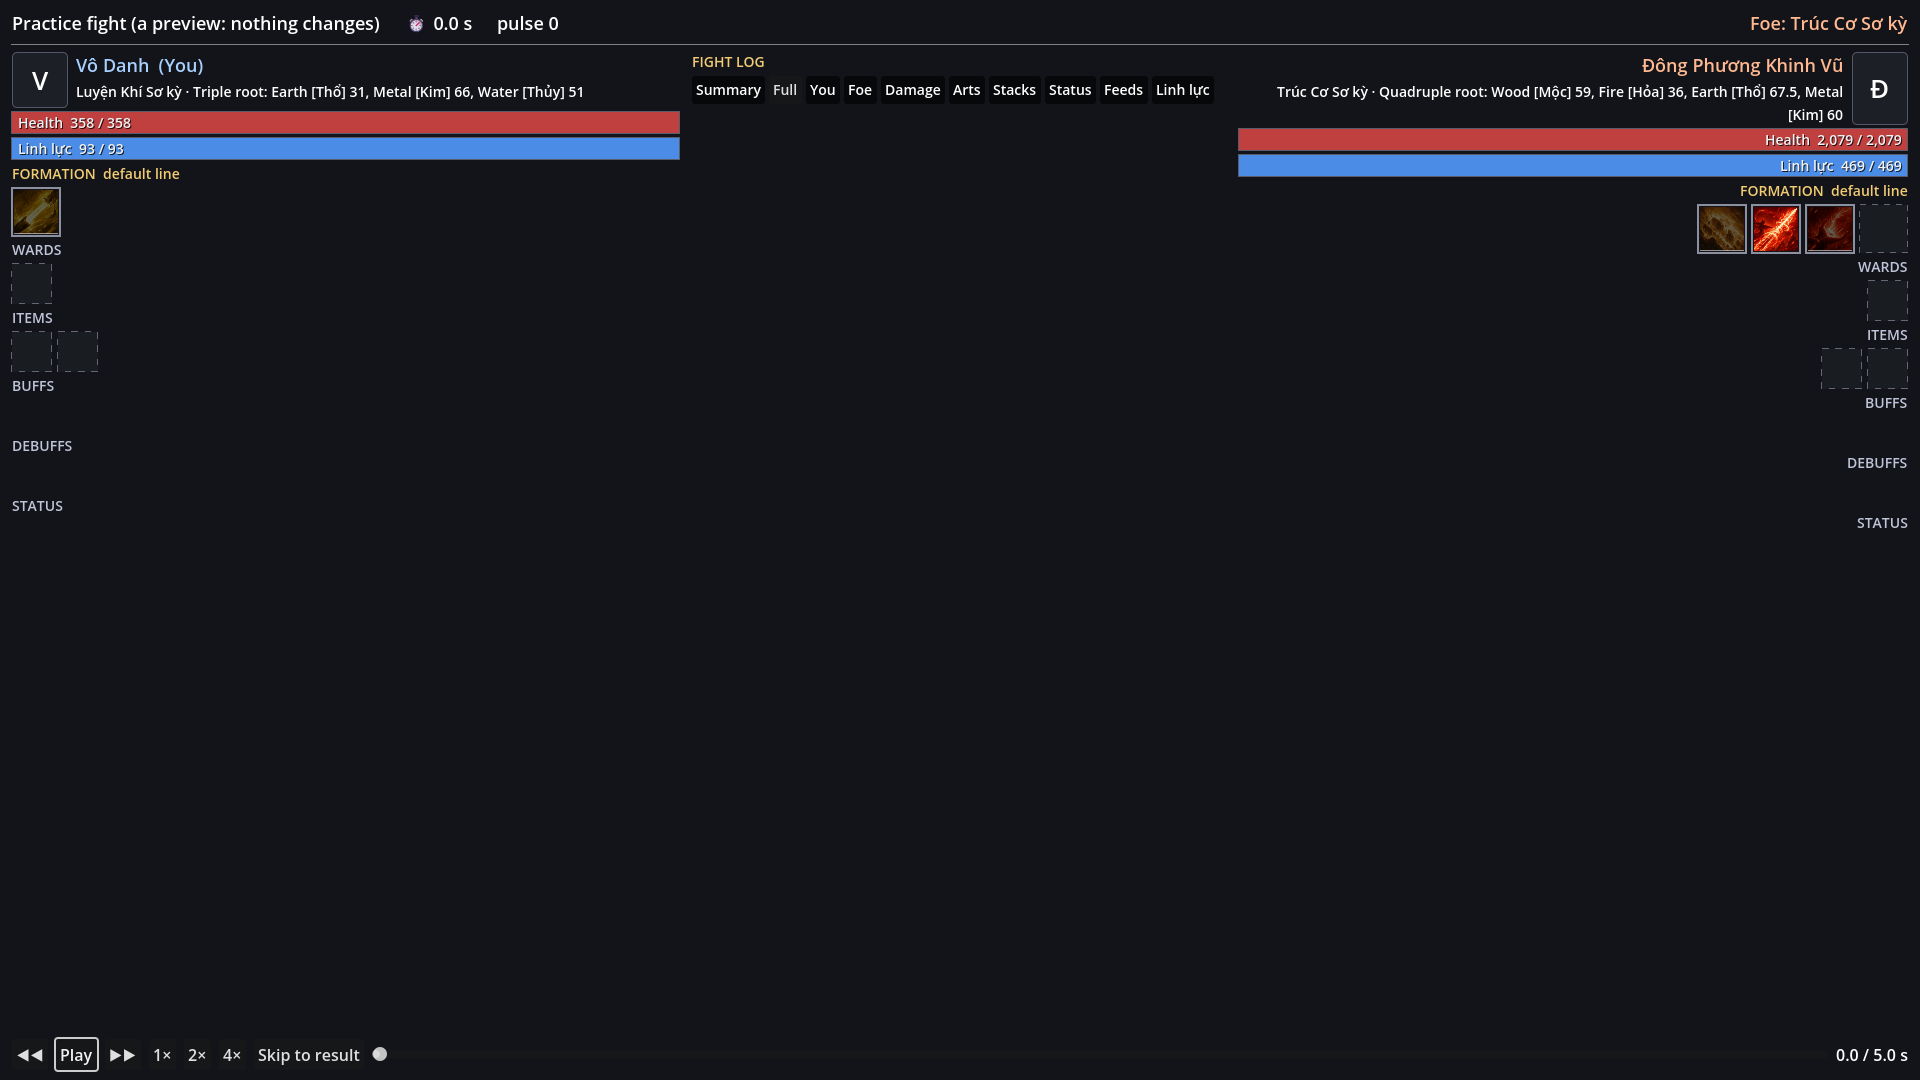 Practice fight (a preview: nothing changes) 0.0 s pulse 0 Foe: Trúc Cơ Sơ kỳ
V
Vô Danh (You)
Luyện Khí Sơ kỳ · Triple root: Earth [Thổ] 31, Metal [Kim] 66, Water [Thủy] 51
Health 358 / 358
Linh lực 93 / 93
FORMATION default line
WARDS
ITEMS
BUFFS
DEBUFFS
STATUS
FIGHT LOG
Summary Full You Foe Damage Arts Stacks Status Feeds Linh lực
Đông Phương Khinh Vũ
Đ
Trúc Cơ Sơ kỳ · Quadruple root: Wood [Mộc] 59, Fire [Hỏa] 36, Earth [Thổ] 67.5, Metal
[Kim] 60
Health 2,079 / 2,079
Linh lực 469 / 469
FORMATION default line
WARDS
ITEMS
BUFFS
DEBUFFS
STATUS
Play 1× 2× 4× Skip to result 0.0 / 5.0 s